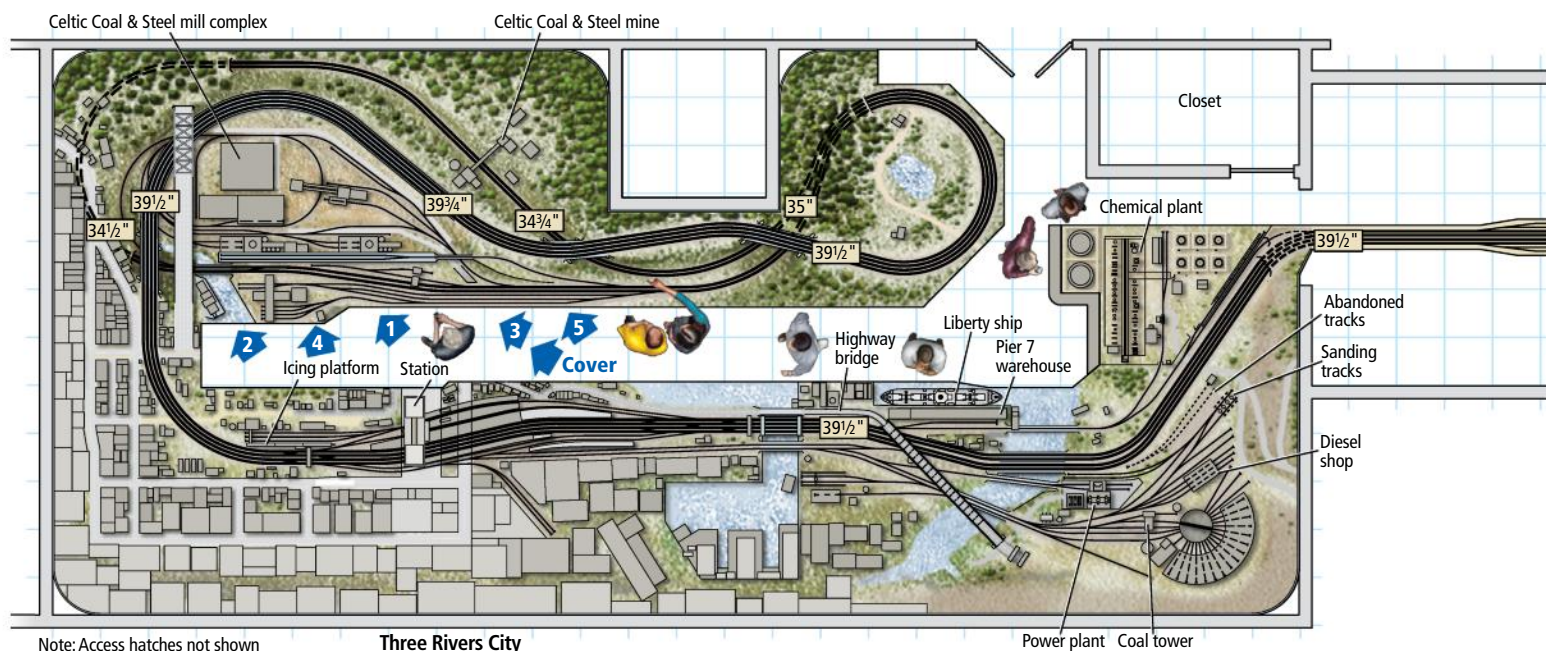 Celtic Coal & Steel mill complex
Celtic Coal & Steel mine
Closet
39½"
34½"
39¾"
34¾"
35"
39½"
Chemical plant
39½"
Abandoned
tracks
Sanding
tracks
2
4
1
3
5
Cover
Icing platform
Station
Highway
bridge
Liberty ship
Pier 7
warehouse
39½"
Diesel
shop
Note: Access hatches not shown
Three Rivers City
Power plant
Coal tower